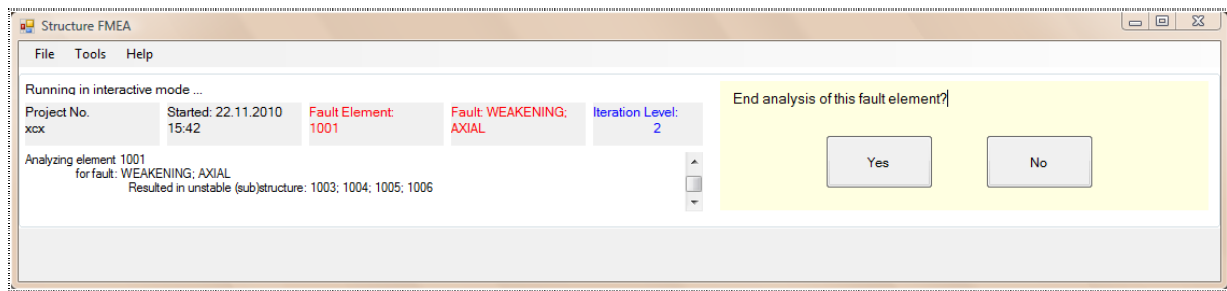 Structure FMEA
File Tools Help
Running in interactive mode ...
Project No.
xcx
Started: 22.11.2010
15:42
Fault Element:
1001
Fault: WEAKENING;
AXIAL
Iteration Level:
2
Analyzing element 1001
for fault: WEAKENING; AXIAL
Resulted in unstable (sub)structure: 1003; 1004; 1005; 1006
End analysis of this fault element?
Yes No